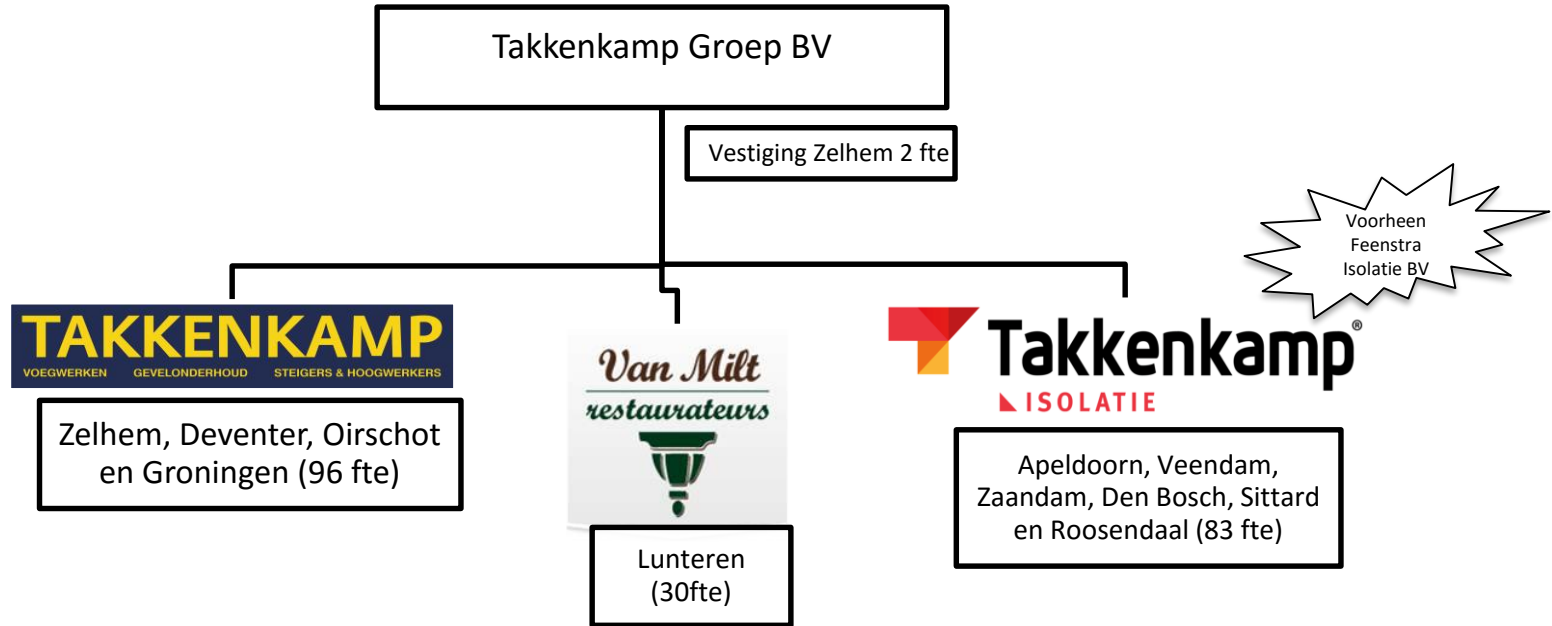 Takkenkamp Groep BV
Vestiging Zelhem 2 fte
Voorheen
Feenstra
Isolatie BV
TAKKENKAMP
VOEGWERKEN GEVELONDERHOUD STEIGERS & HOOGWERKERS
Zelhem, Deventer, Oirschot
en Groningen (96 fte)
Van Milt
restaurateurs
Lunteren
(30fte)
Takkenkamp®
ISOLATIE
Apeldoorn, Veendam,
Zaandam, Den Bosch, Sittard
en Roosendaal (83 fte)